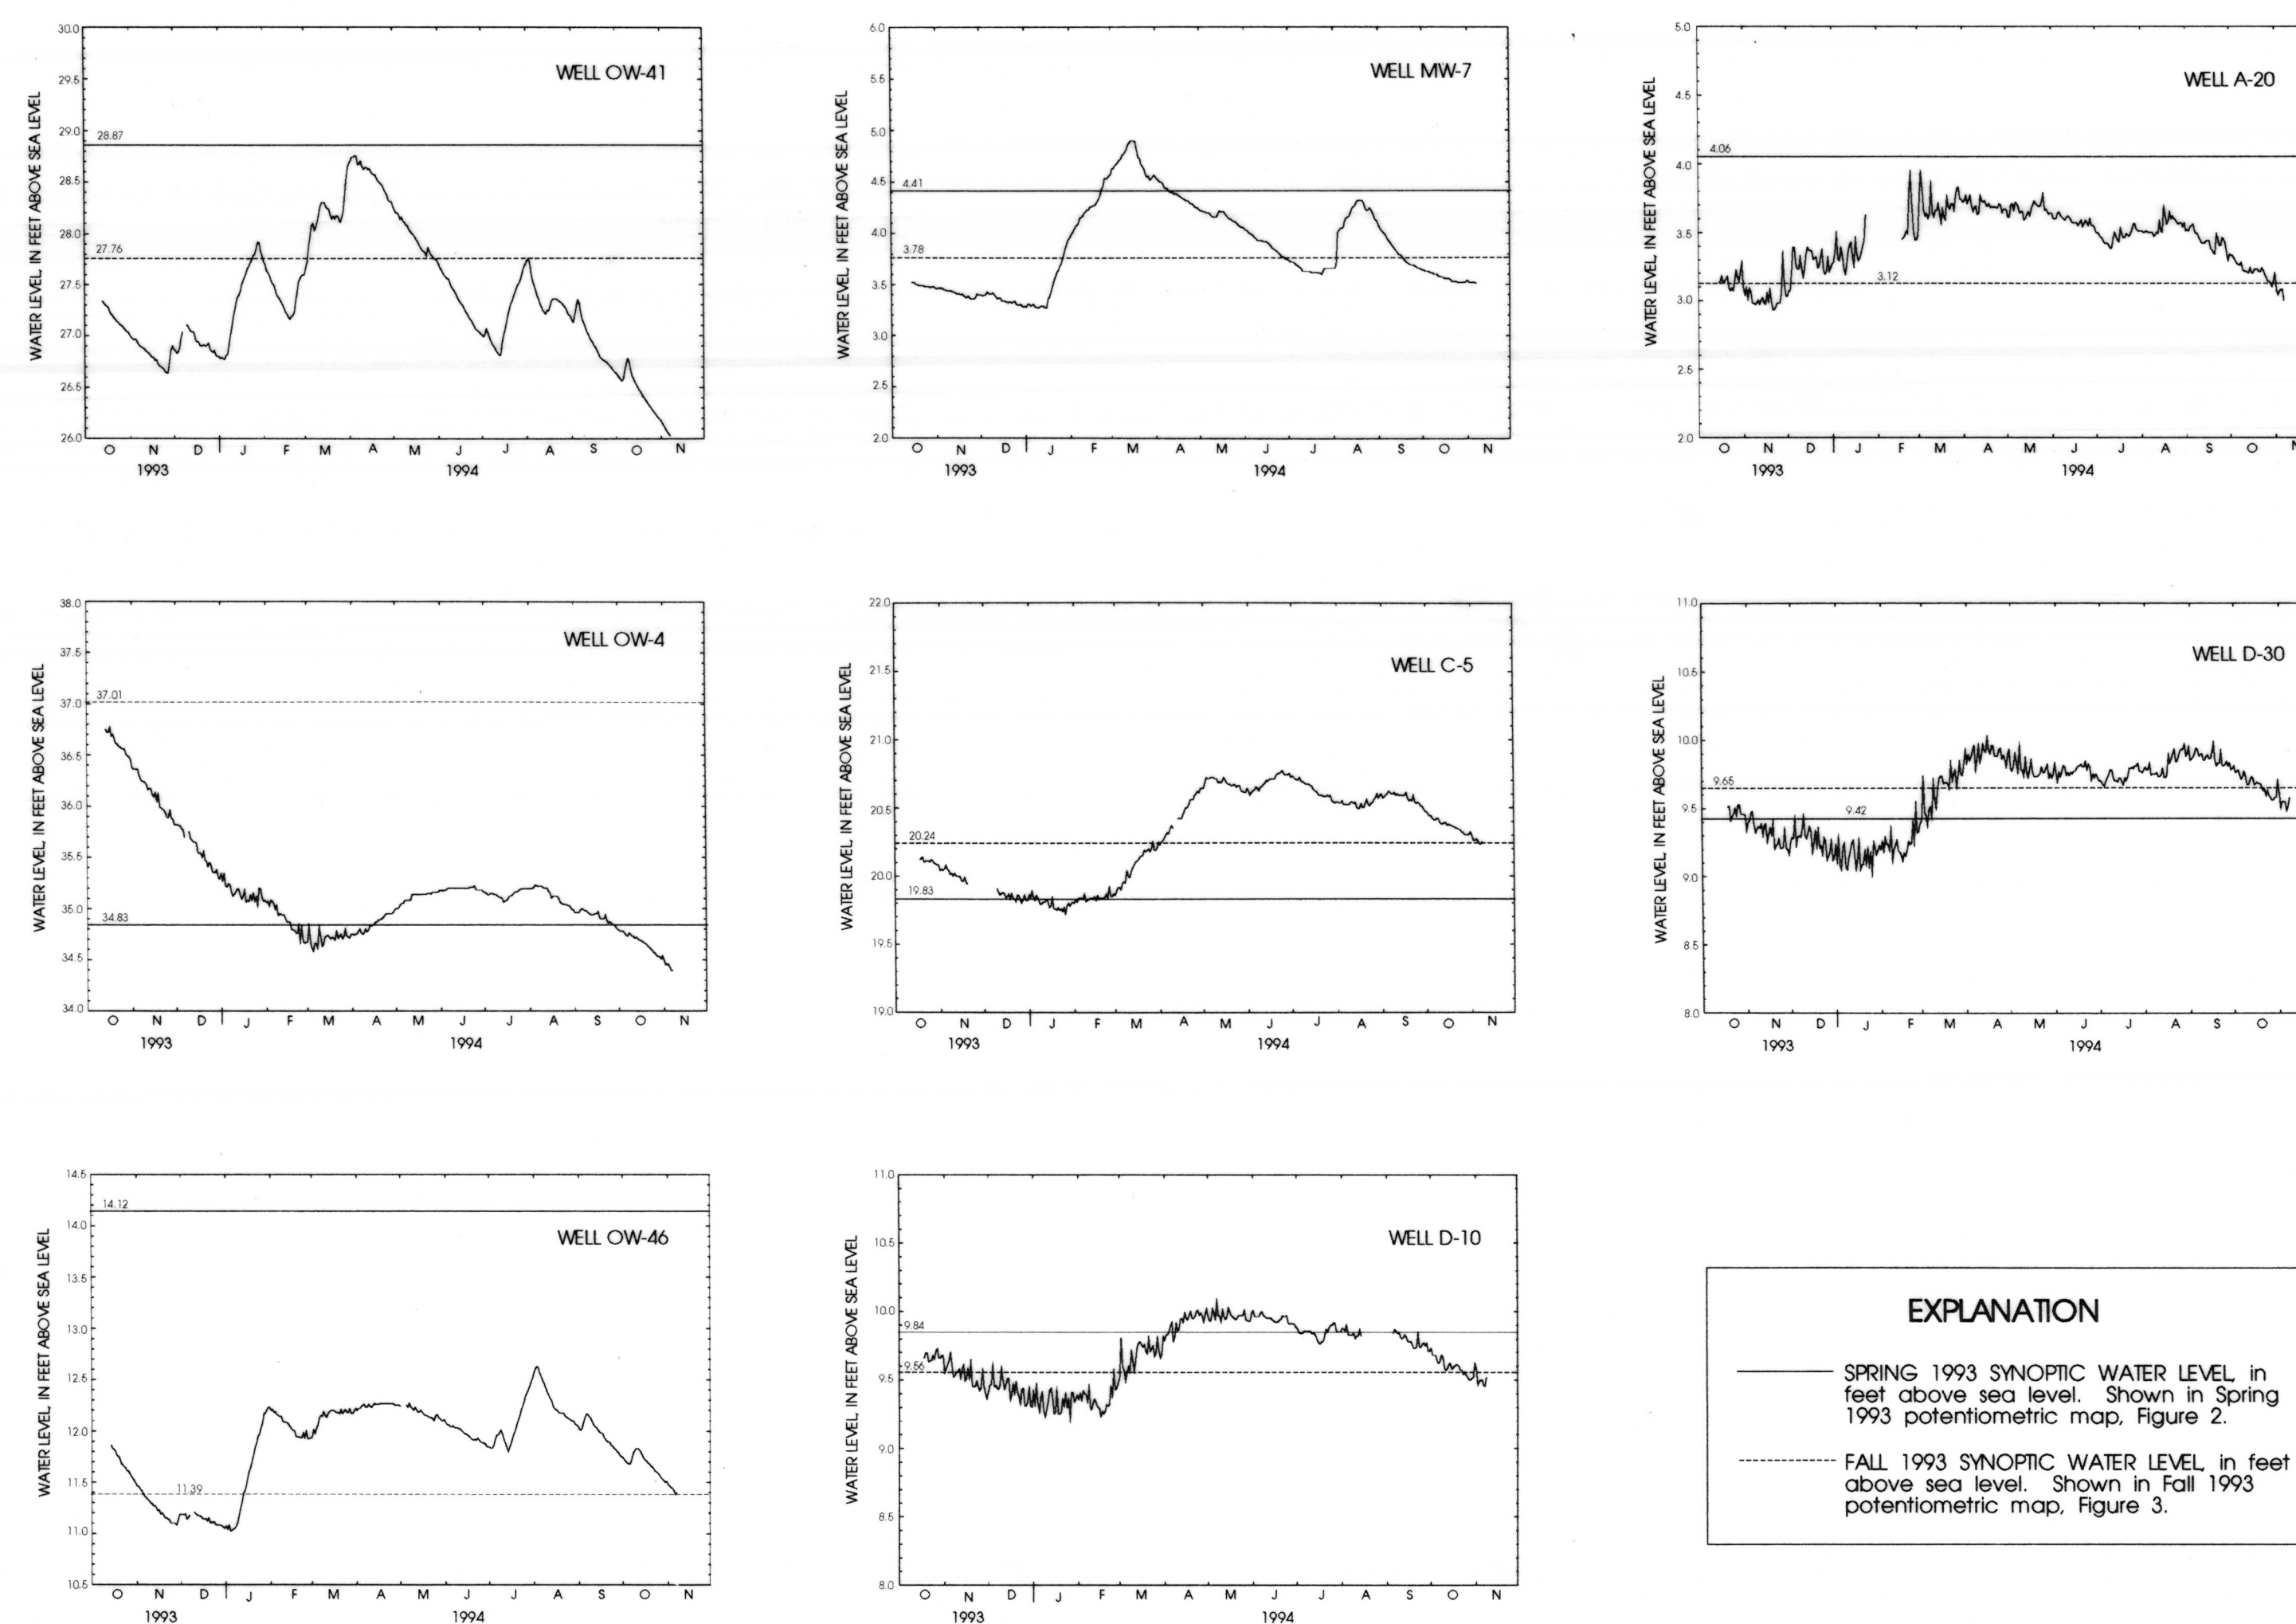 WELL OW-41
WATER LEVEL, IN FEET ABOVE SEA LEVEL
30.0
29.5
29.0
28.87
28.5
28.0
27.76
27.5
27.0
26.5
26.0
O N D J F M A M J J A S O N
1993 1994
WELL MW-7
WATER LEVEL, IN FEET ABOVE SEA LEVEL
6.0
5.5
5.0
4.5
4.41
4.0
3.78
3.5
3.0
2.5
2.0
O N D J F M A M J J A S O N
1993 1994
WELL A-20
WATER LEVEL, IN FEET ABOVE SEA LEVEL
5.0
4.5
4.06
4.0
3.5
3.12
3.0
2.5
2.0
O N D J F M A M J J A S O
1993 1994
WELL OW-4
WATER LEVEL, IN FEET ABOVE SEA LEVEL
38.0
37.5
37.01
37.0
36.5
36.0
35.5
35.0
34.83
34.5
34.0
O N D J F M A M J J A S O N
1993 1994
WELL C-5
WATER LEVEL, IN FEET ABOVE SEA LEVEL
22.0
21.5
21.0
20.5
20.24
20.0
19.83
19.5
19.0
O N D J F M A M J J A S O N
1993 1994
WELL D-30
WATER LEVEL, IN FEET ABOVE SEA LEVEL
11.0
10.5
10.0
9.65
9.5
9.42
9.0
8.5
8.0
O N D J F M A M J J A S O
1993 1994
WELL OW-46
WATER LEVEL, IN FEET ABOVE SEA LEVEL
14.5
14.12
14.0
13.5
13.0
12.5
12.0
11.5
11.39
11.0
10.5
O N D J F M A M J J A S O N
1993 1994
WELL D-10
WATER LEVEL, IN FEET ABOVE SEA LEVEL
11.0
10.5
10.0
9.84
9.56
9.5
9.0
8.5
8.0
O N D J F M A M J J A S O N
1993 1994
EXPLANATION
SPRING 1993 SYNOPTIC WATER LEVEL, in
feet above sea level. Shown in Spring
1993 potentiometric map, Figure 2.
FALL 1993 SYNOPTIC WATER LEVEL, in feet
above sea level. Shown in Fall 1993
potentiometric map, Figure 3.